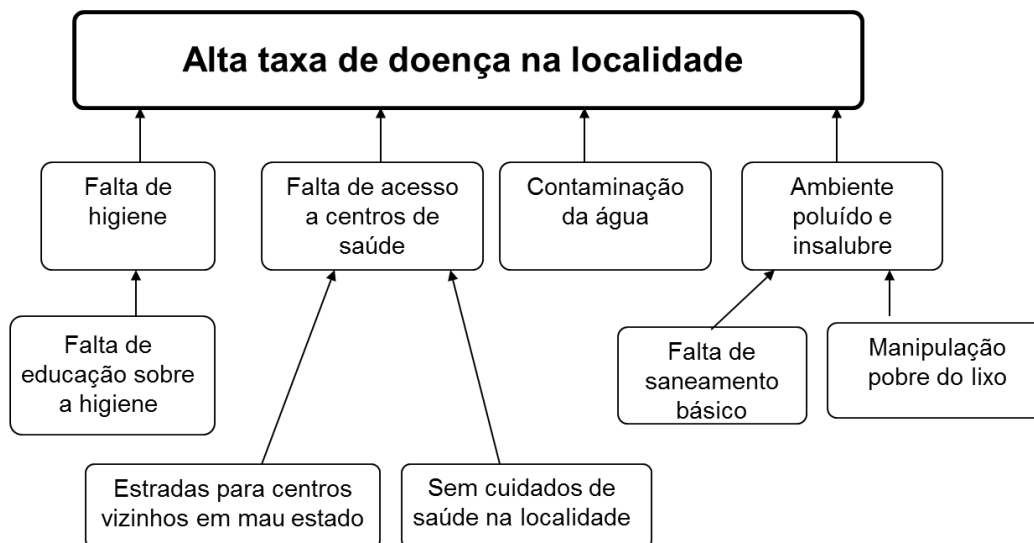 Alta taxa de doença na localidade
Falta de
higiene
Falta de acesso
a centros de
saúde
Contaminação
da água
Ambiente
poluído e
insalubre
Falta de
educação sobre
a higiene
Falta de
saneamento
básico
Manipulação
pobre do lixo
Estradas para centros
vizinhos em mau estado
Sem cuidados de
saúde na localidade